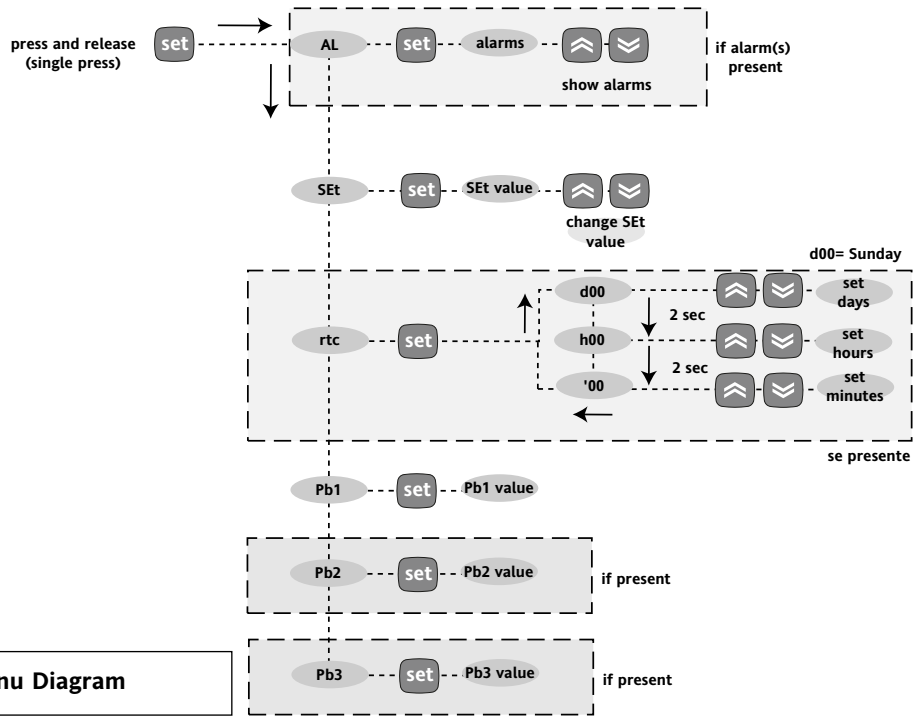 press and release
(single press)
set
AL
set
alarms
show alarms
if alarm(s)
present
SEt
set
SEt value
change SEt
value
d00= Sunday
rtc
set
d00
2 sec
set
days
h00
2 sec
set
hours
'00
set
minutes
se presente
Pb1
set
Pb1 value
Pb2
set
Pb2 value
if present
Pb3
set
Pb3 value
if present
nu Diagram